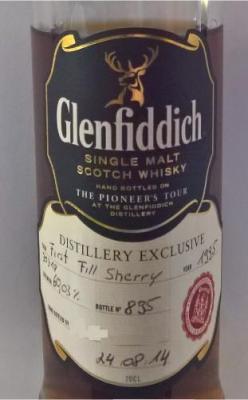 Glenfiddich
SINGLE MALT
SCOTCH WHISKY
HAND BOTTLED ON
THE PIONEER'S TOUR
AT THE GLENFIDDICH
DISTILLERY
DISTILLERY EXCLUSIVE
First Fill Sherry
YEAR 1995
BOTTLE Nº 835
24.08.14
70CL